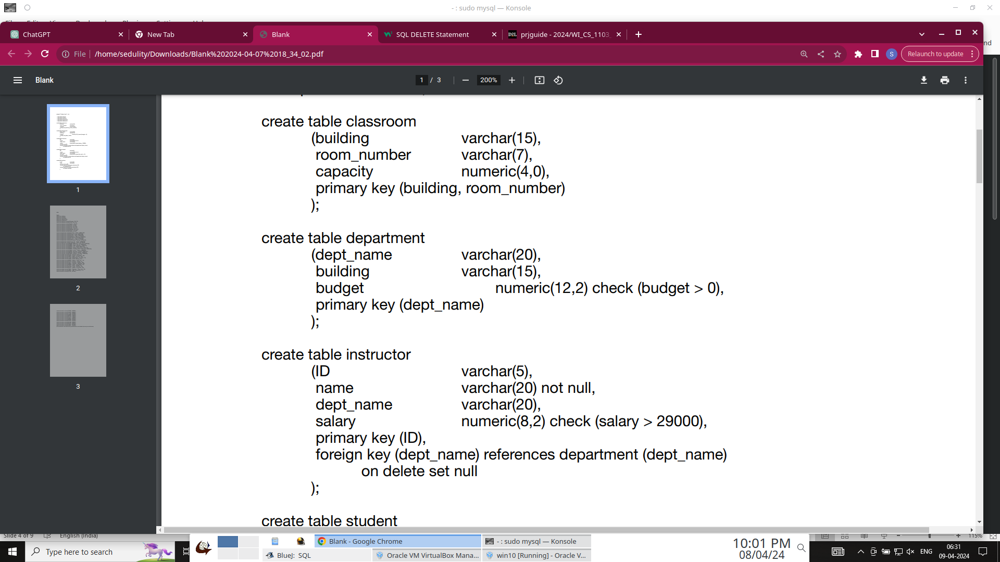 - : sudo mysql — Konsole
ChatGPT
New Tab
Blank
SQL DELETE Statement
prjguide - 2024/WI_CS_1103_
nd
File
/home/sedulity/Downloads/Blank%202024-04-07%2018_34_02.pdf
S
Relaunch to update
Blank
1 / 3
200%
create table classroom
(building varchar(15),
room_number varchar(7),
capacity numeric(4,0),
primary key (building, room_number)
);
create table department
(dept_name varchar(20),
building varchar(15),
budget numeric(12,2) check (budget > 0),
primary key (dept_name)
);
create table instructor
(ID varchar(5),
name varchar(20) not null,
dept_name varchar(20),
salary numeric(8,2) check (salary > 29000),
primary key (ID),
foreign key (dept_name) references department (dept_name)
on delete set null
);
create table student
1
2
3
Slide 4 of 9
English (India)
115%
Blank - Google Chrome
- : sudo mysql — Konsole
BlueJ: SQL
Oracle VM VirtualBox Mana...
win10 [Running] - Oracle V...
10:01 PM
08/04/24
Type here to search
ENG
06:31
09-04-2024